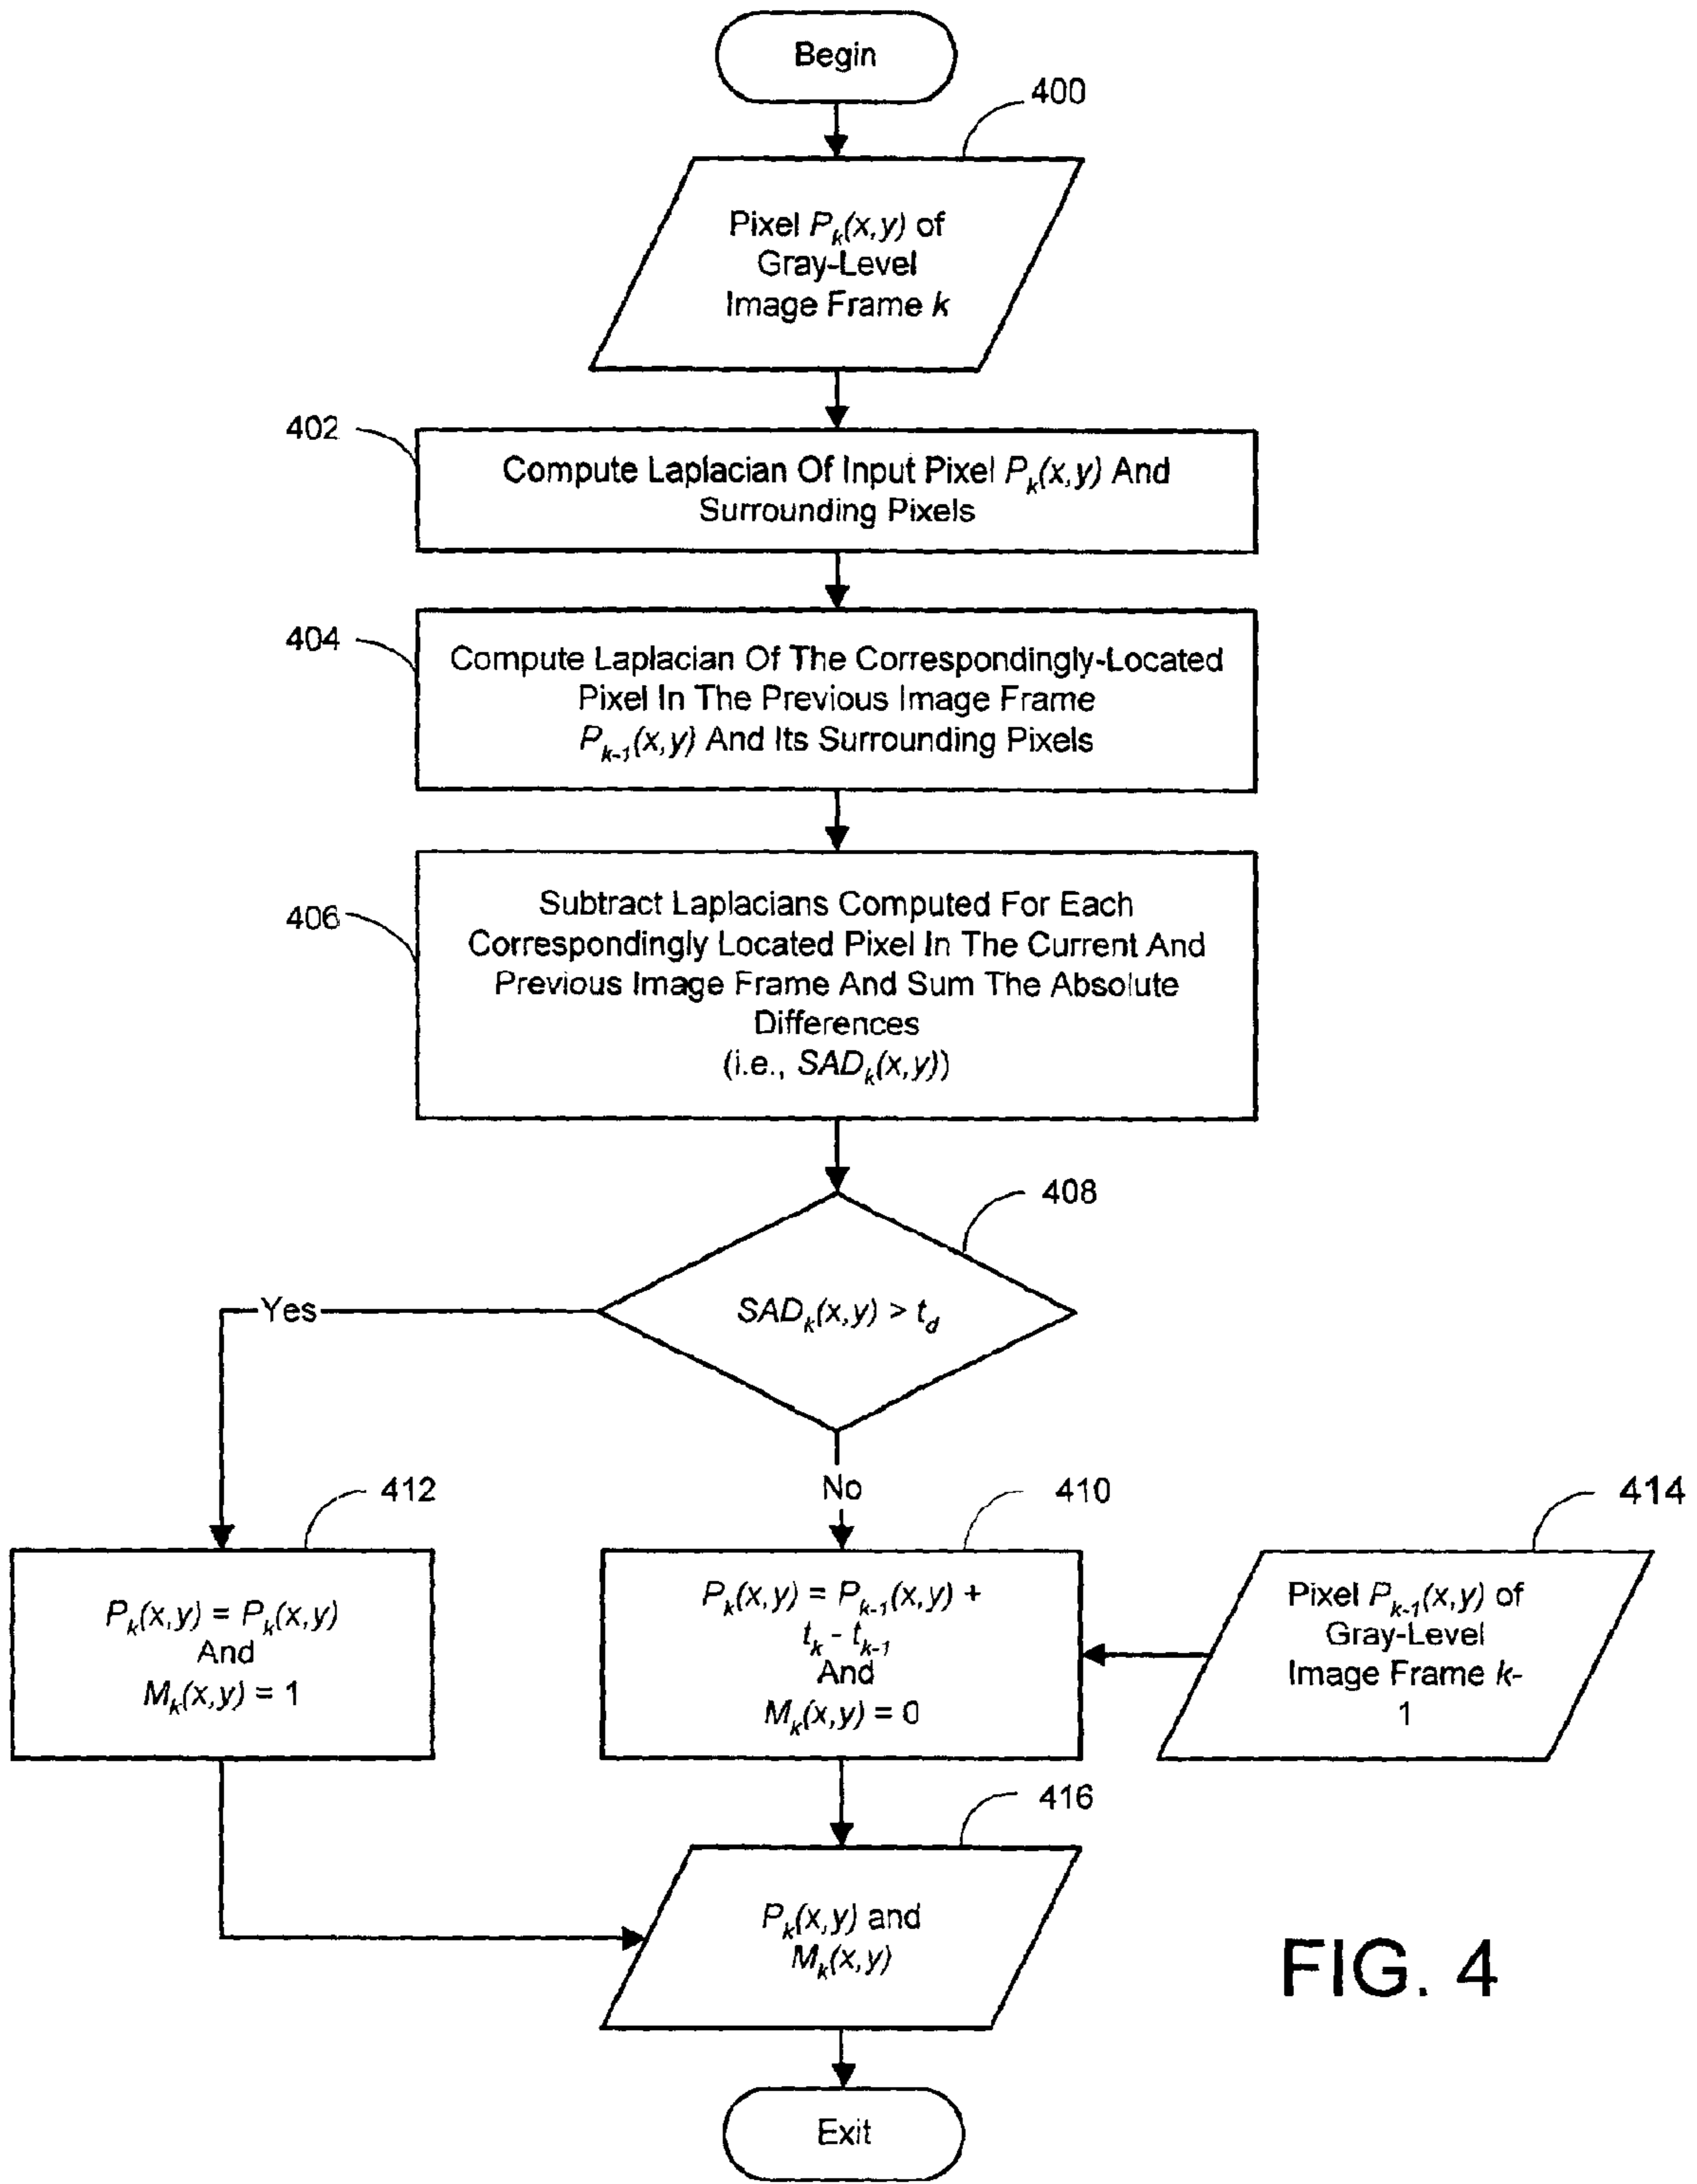 Begin
400
Pixel P_k(x,y) of
Gray-Level
Image Frame k
402
Compute Laplacian Of Input Pixel P_k(x,y) And
Surrounding Pixels
404
Compute Laplacian Of The Correspondingly-Located
Pixel In The Previous Image Frame
P_k-1(x,y) And Its Surrounding Pixels
406
Subtract Laplacians Computed For Each
Correspondingly Located Pixel In The Current And
Previous Image Frame And Sum The Absolute
Differences
(i.e., SAD_k(x,y))
408
SAD_k(x,y) > t_d
Yes
No
412
P_k(x,y) = P_k(x,y)
And
M_k(x,y) = 1
410
P_k(x,y) = P_k-1(x,y) +
t_k - t_k-1
And
M_k(x,y) = 0
414
Pixel P_k-1(x,y) of
Gray-Level
Image Frame k-
1
416
P_k(x,y) and
M_k(x,y)
FIG. 4
Exit